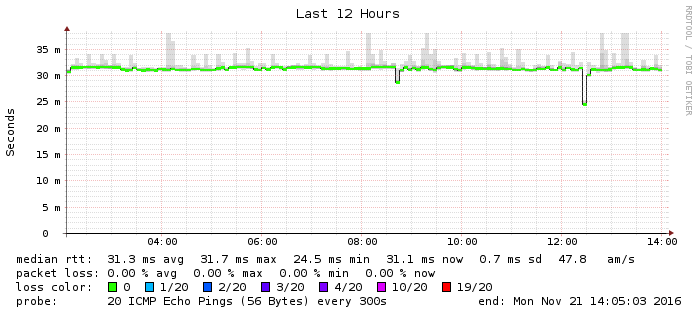 Last 12 Hours
RRDTOOL / TOBI OETIKER
Seconds
35 m
30 m
25 m
20 m
15 m
10 m
5 m
0
04:00 06:00 08:00 10:00 12:00 14:00
median rtt: 31.3 ms avg 31.7 ms max 24.5 ms min 31.1 ms now 0.7 ms sd 47.8 am/s
packet loss: 0.00 % avg 0.00 % max 0.00 % min 0.00 % now
loss color: 0 1/20 2/20 3/20 4/20 10/20 19/20
probe: 20 ICMP Echo Pings (56 Bytes) every 300s end: Mon Nov 21 14:05:03 2016